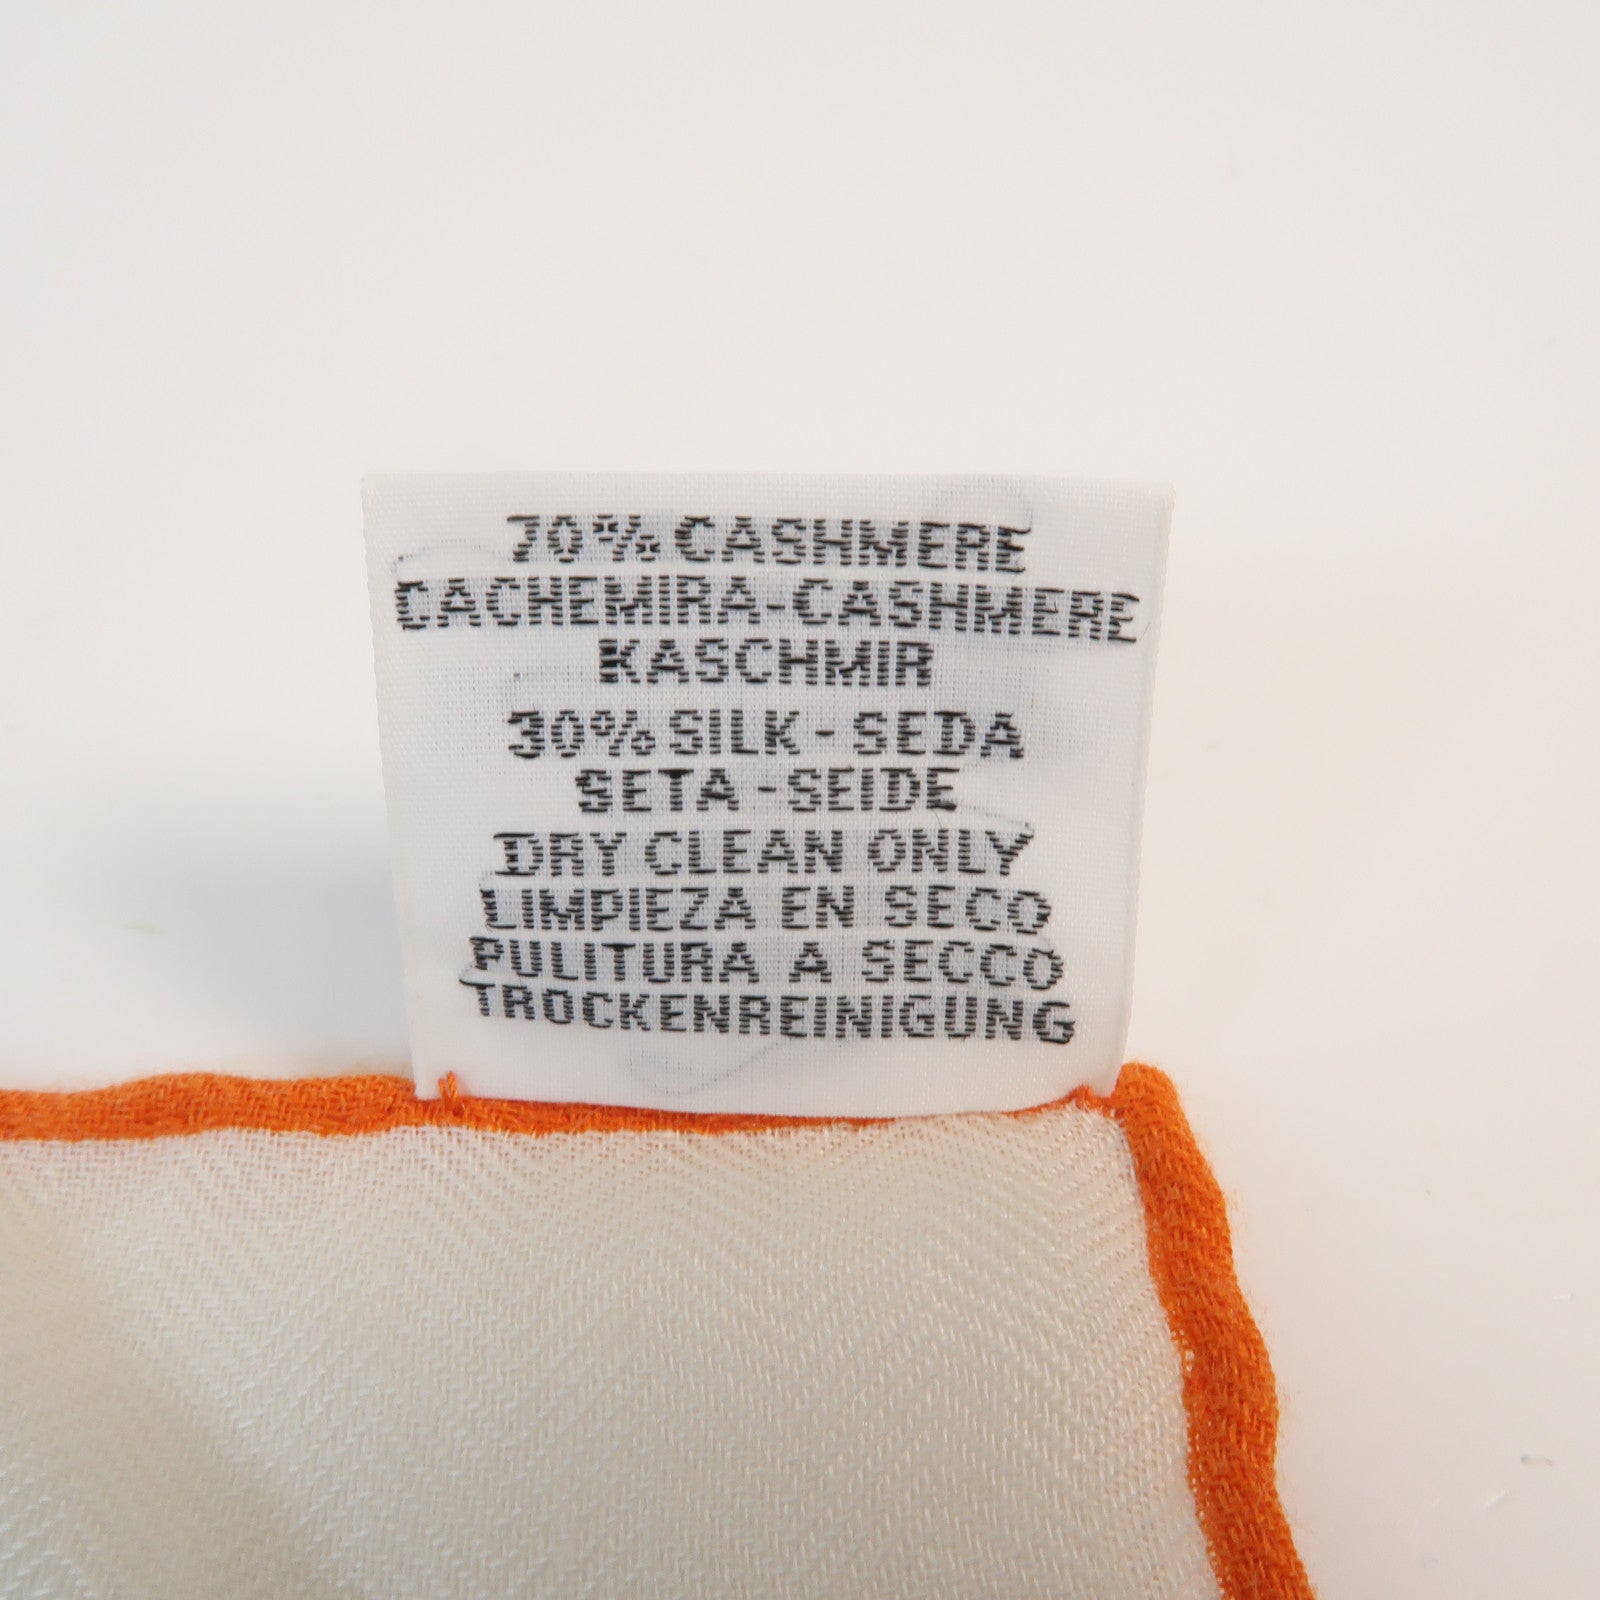 70% CASHMERE
CACHEMIRA-CASHMERE
KASCHMIR
30% SILK-SEDA
SETA-SEIDE
DRY CLEAN ONLY
LIMPIEZA EN SECO
PULITURA A SECCO
TROCKENREINIGUNG